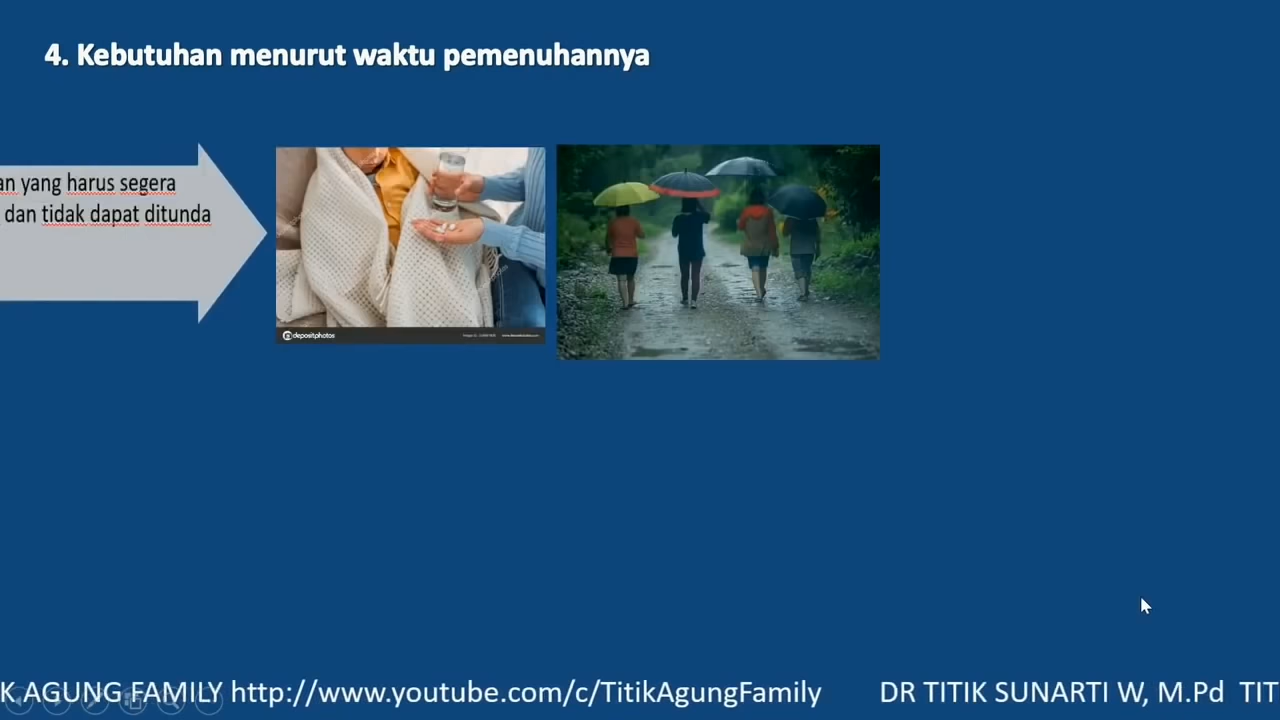 4. Kebutuhan menurut waktu pemenuhannya
an yang harus segera
dan tidak dapat ditunda
depositphotos
K AGUNG FAMILY http://www.youtube.com/c/TitikAgungFamily DR TITIK SUNARTI W, M.Pd TIT